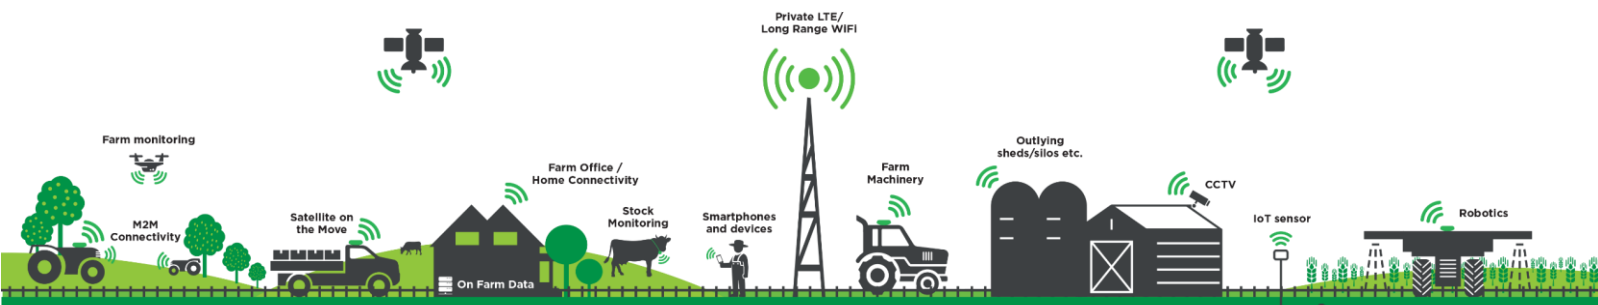 Private LTE/
Long Range WiFi
Farm monitoring
M2M
Connectivity
Satellite on
the Move
Farm Office /
Home Connectivity
On Farm Data
Stock
Monitoring
Smartphones
and devices
Farm
Machinery
Outlying
sheds/silos etc.
CCTV
IoT sensor
Robotics